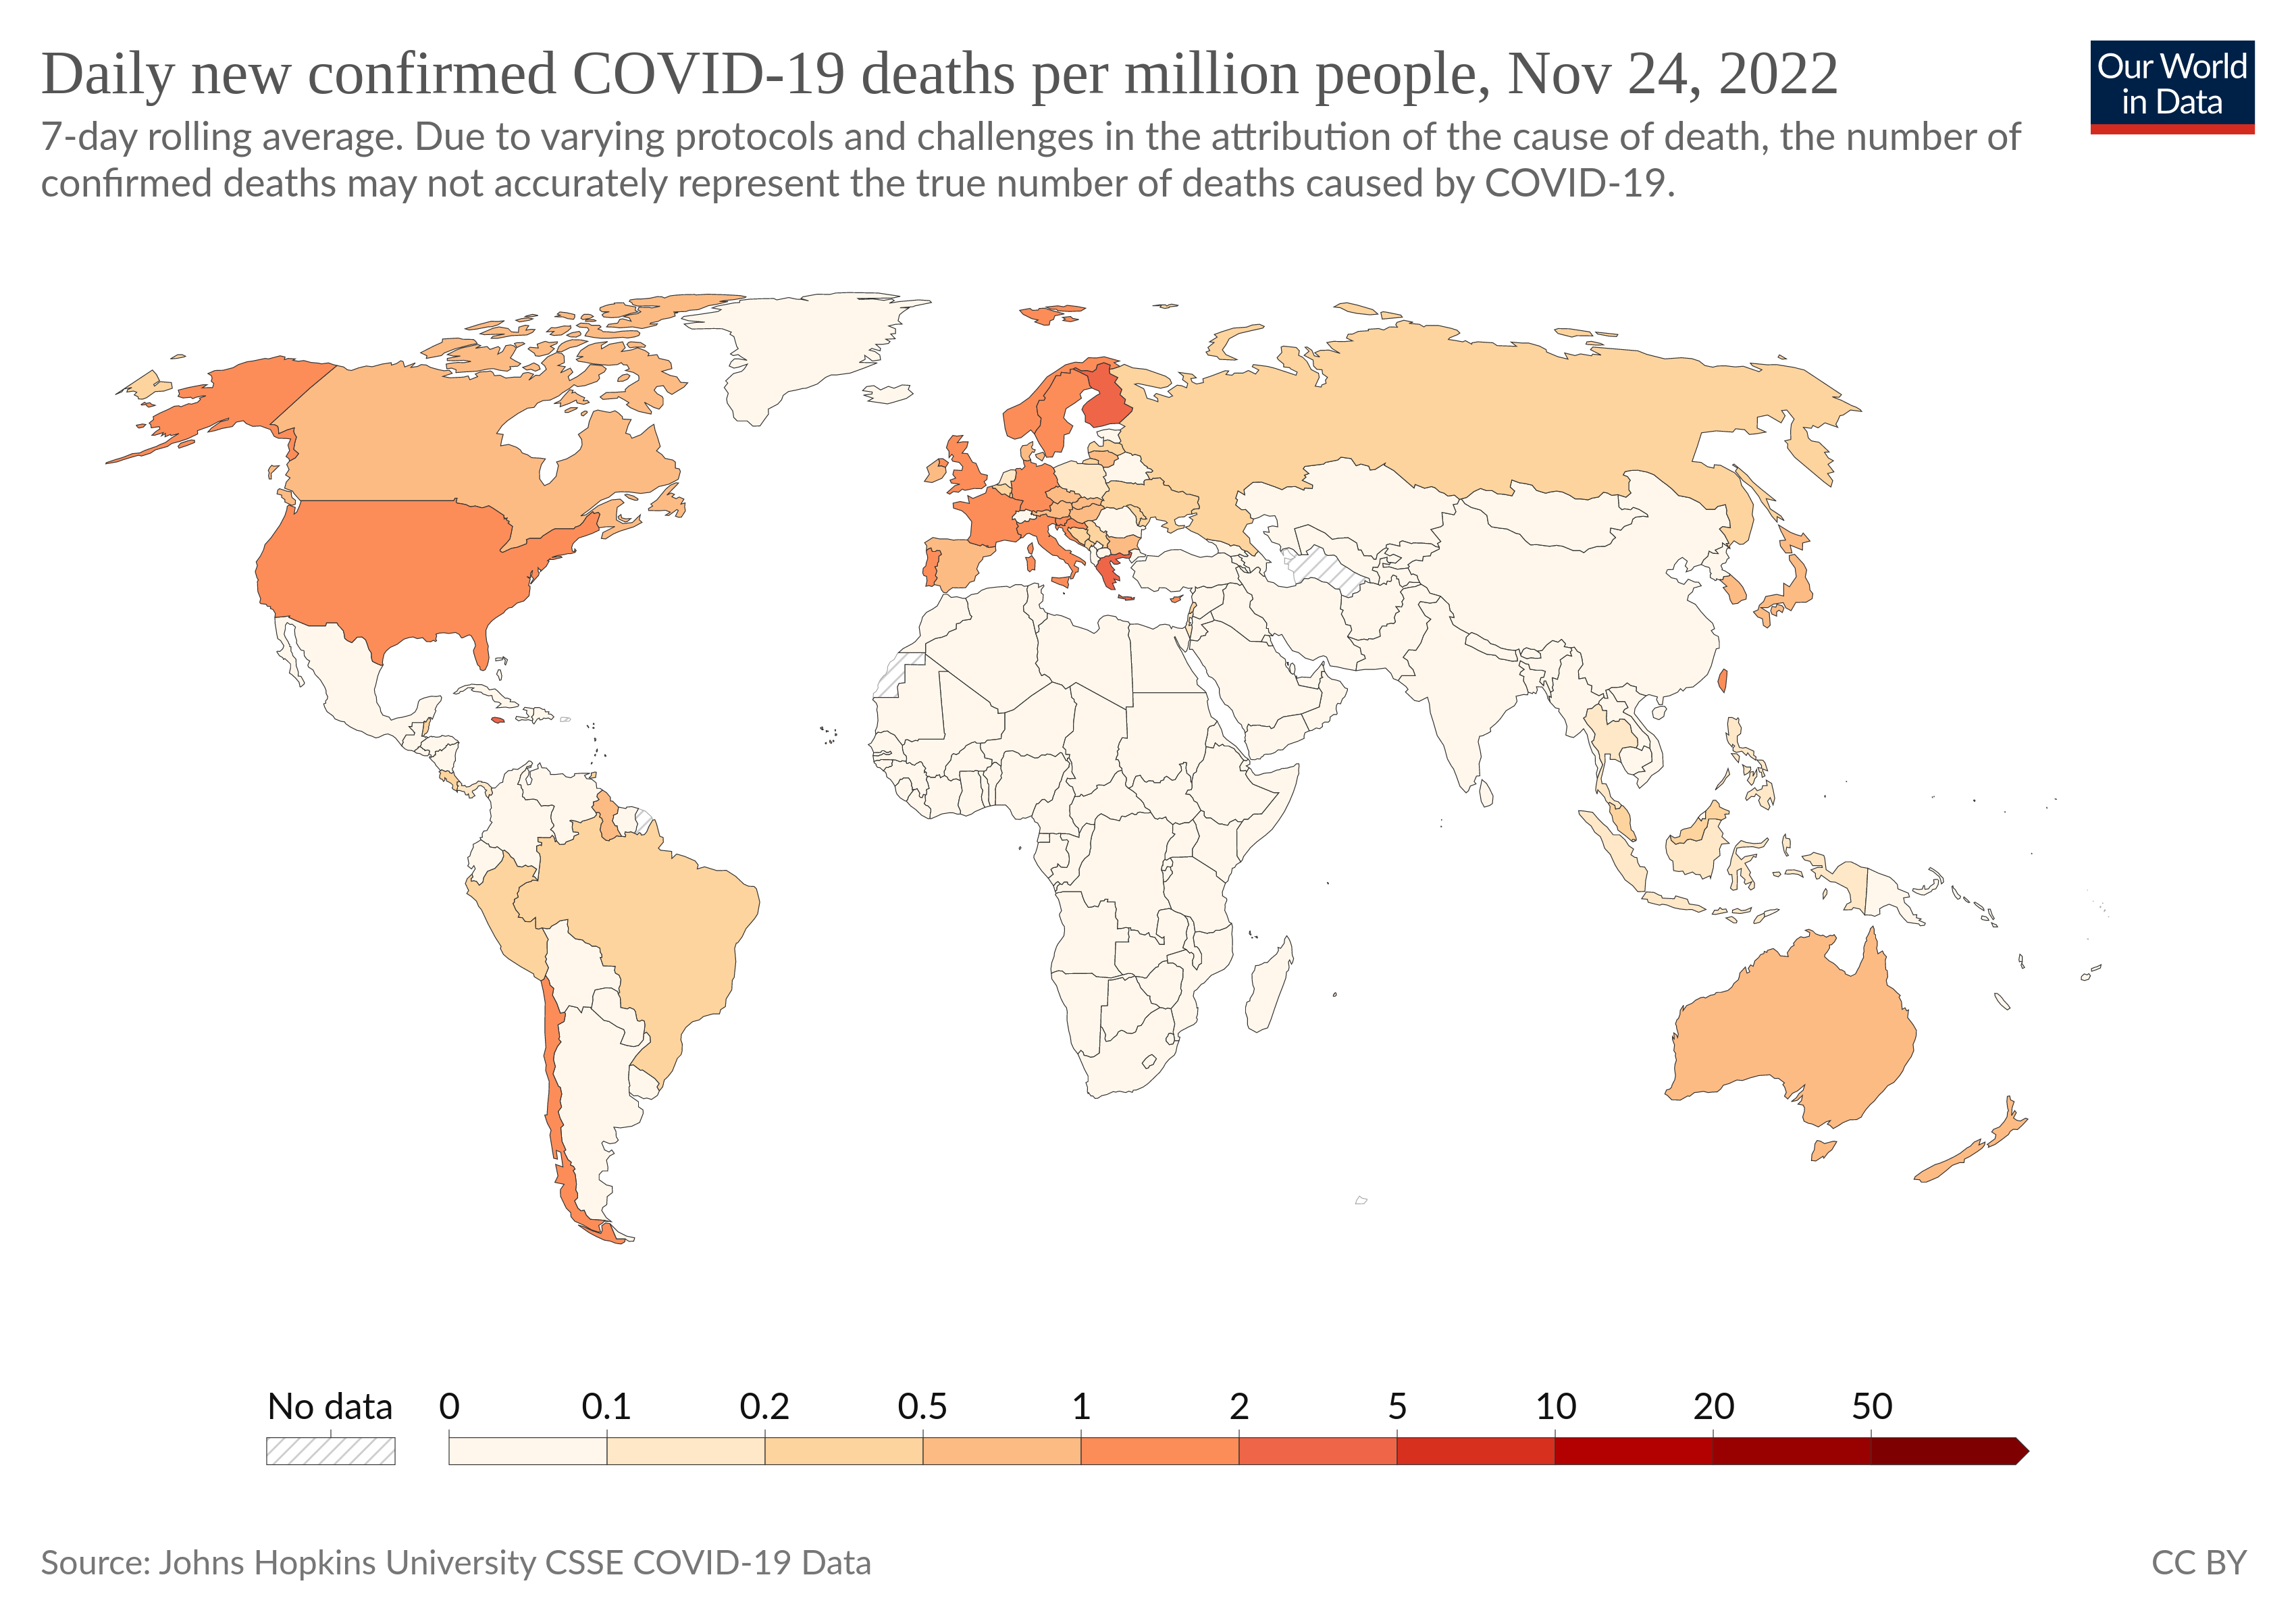 Daily new confirmed COVID-19 deaths per million people, Nov 24, 2022
Our World
in Data
7-day rolling average. Due to varying protocols and challenges in the attribution of the cause of death, the number of
confirmed deaths may not accurately represent the true number of deaths caused by COVID-19.
No data 0 0.1 0.2 0.5 1 2 5 10 20 50
Source: Johns Hopkins University CSSE COVID-19 Data
CC BY